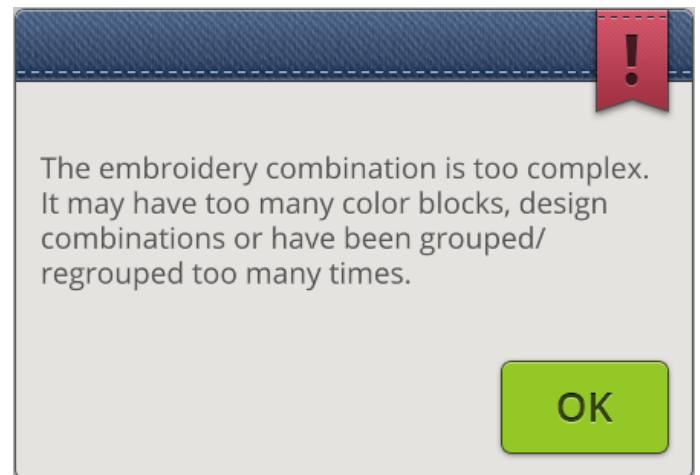 !
The embroidery combination is too complex.
It may have too many color blocks, design
combinations or have been grouped/
regrouped too many times.
OK